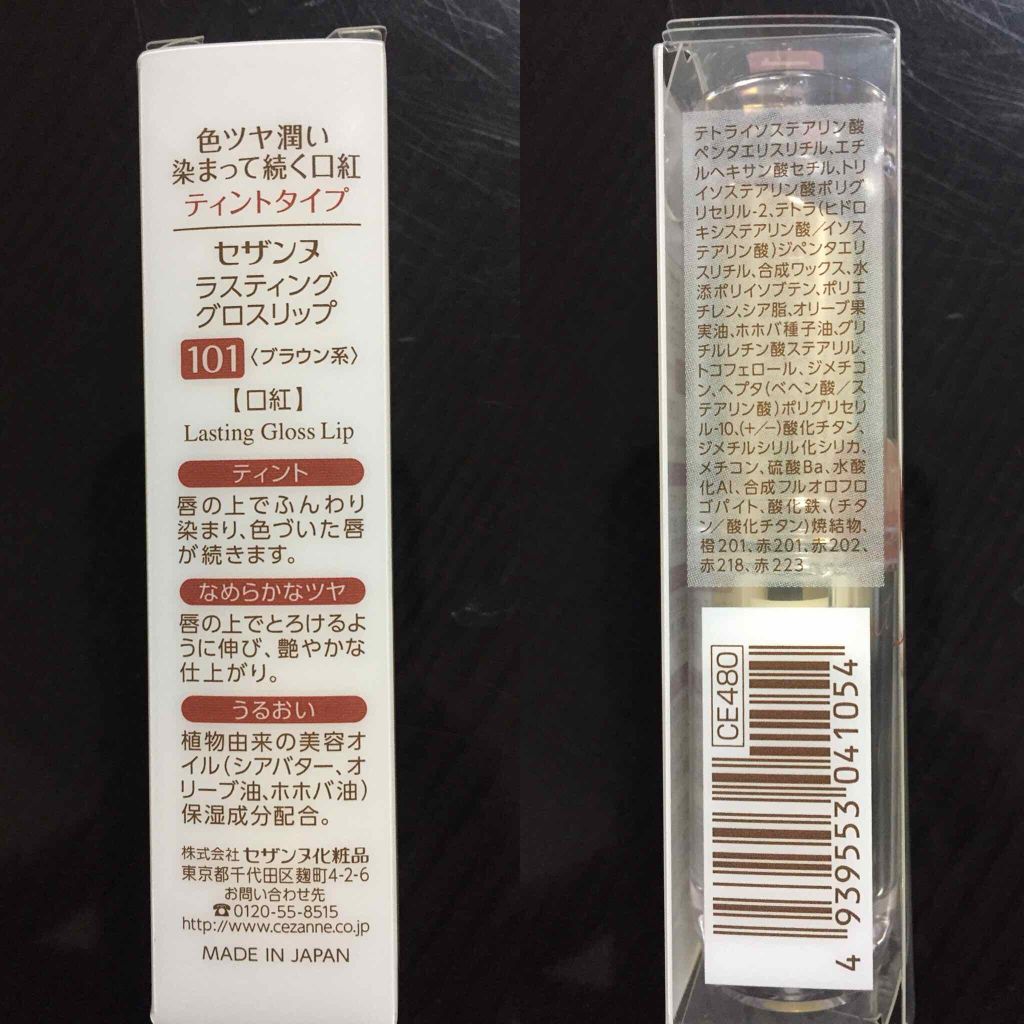 色ツヤ潤い
染まって続く口紅
ティントタイプ
セザンヌ
ラスティング
グロスリップ
101〈ブラウン系〉
【口紅】
Lasting Gloss Lip
ティント
唇の上でふんわり
染まり、色づいた唇
が続きます。
なめらかなツヤ
唇の上でとろけるよ
うに伸び、艶やかな
仕上がり。
うるおい
植物由来の美容オ
イル(シアバター、オ
リーブ油、ホホバ油)
保湿成分配合。
株式会社 セザンヌ化粧品
東京都千代田区麹町4-2-6
お問い合わせ先
☎0120-55-8515
http://www.cezanne.co.jp
MADE IN JAPAN
テトライソステアリン酸
ペンタエリスリチル、エチ
ルヘキサン酸セチル、トリ
イソステアリン酸ポリグ
リセリル-2、テトラ(ヒドロ
キシステアリン酸/イソス
テアリン酸)ジペンタエリ
スリチル、合成ワックス、水
添ポリイソブテン、ポリエ
チレン、シア脂、オリーブ果
実油、ホホバ種子油、グリ
チルレチン酸ステアリル、
トコフェロール、ジメチコ
ン、ヘプタ(ベヘン酸/ス
テアリン酸)ポリグリセリ
ル-10、(+/-)酸化チタン、
ジメチルシリル化シリカ、
メチコン、硫酸Ba、水酸
化Al、合成フルオロフロ
ゴパイト、酸化鉄、(チタ
ン/酸化チタン)焼結物、
橙201、赤201、赤202、
赤218、赤223
CE480
4 939553 041054